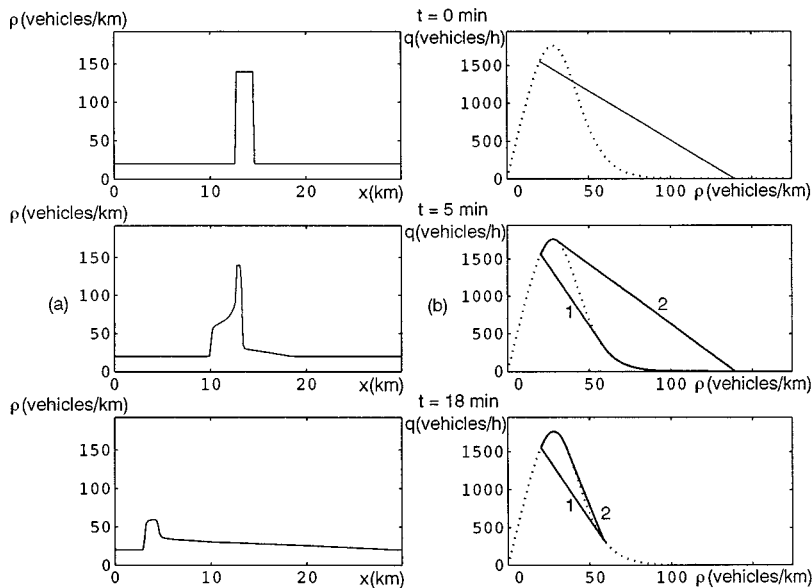 ρ(vehicles/km)
150
100
50
0
0
10
20
x(km)
t = 0 min
q(vehicles/h)
1500
1000
500
0
0
50
100
ρ(vehicles/km)
ρ(vehicles/km)
150
100
50
0
(a)
0
10
20
x(km)
t = 5 min
q(vehicles/h)
1500
1000
500
0
(b)
1
2
0
50
100
ρ(vehicles/km)
ρ(vehicles/km)
150
100
50
0
0
10
20
x(km)
t = 18 min
q(vehicles/h)
1500
1000
500
0
1
2
0
50
100
ρ(vehicles/km)